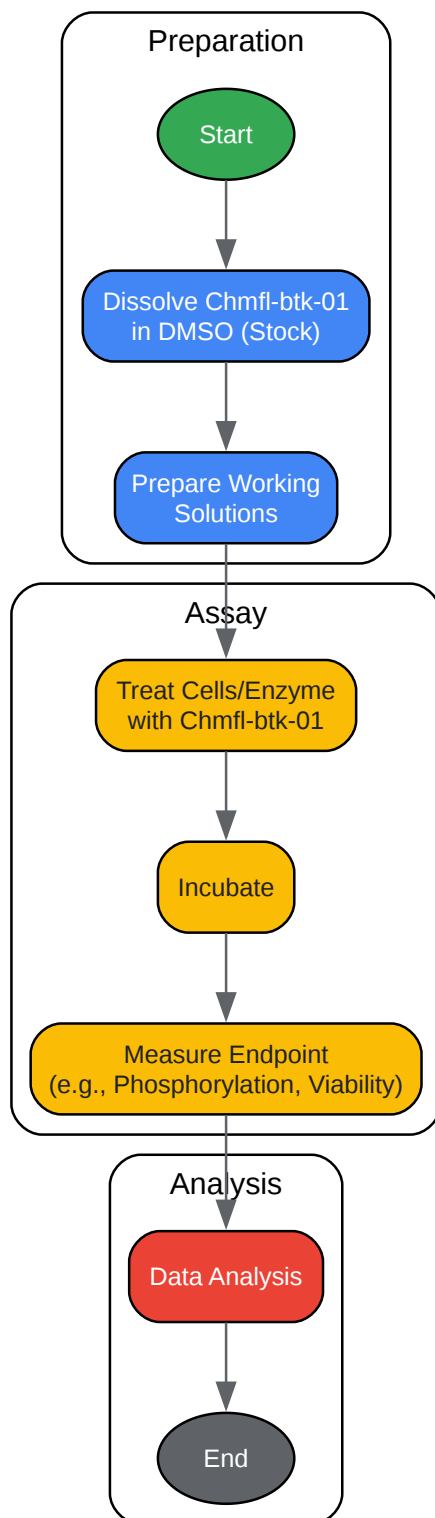 Preparation
Start
Dissolve Chmfl-btk-01
in DMSO (Stock)
Prepare Working
Solutions
Assay
Treat Cells/Enzyme
with Chmfl-btk-01
Incubate
Measure Endpoint
(e.g., Phosphorylation, Viability)
Analysis
Data Analysis
End